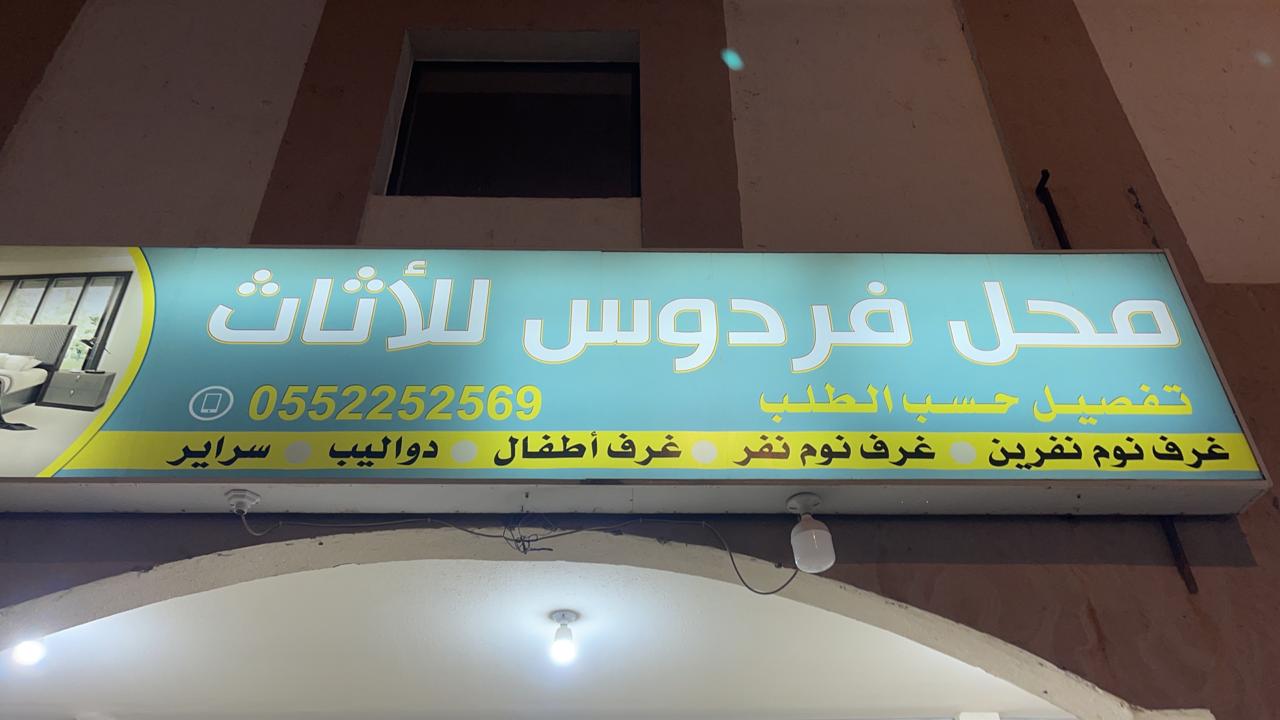 محل فردوس للأثاث
تفصيل حسب الطلب
0552252569
غرف نوم نفرين غرف نوم نفر غرف أطفال دواليب سراير